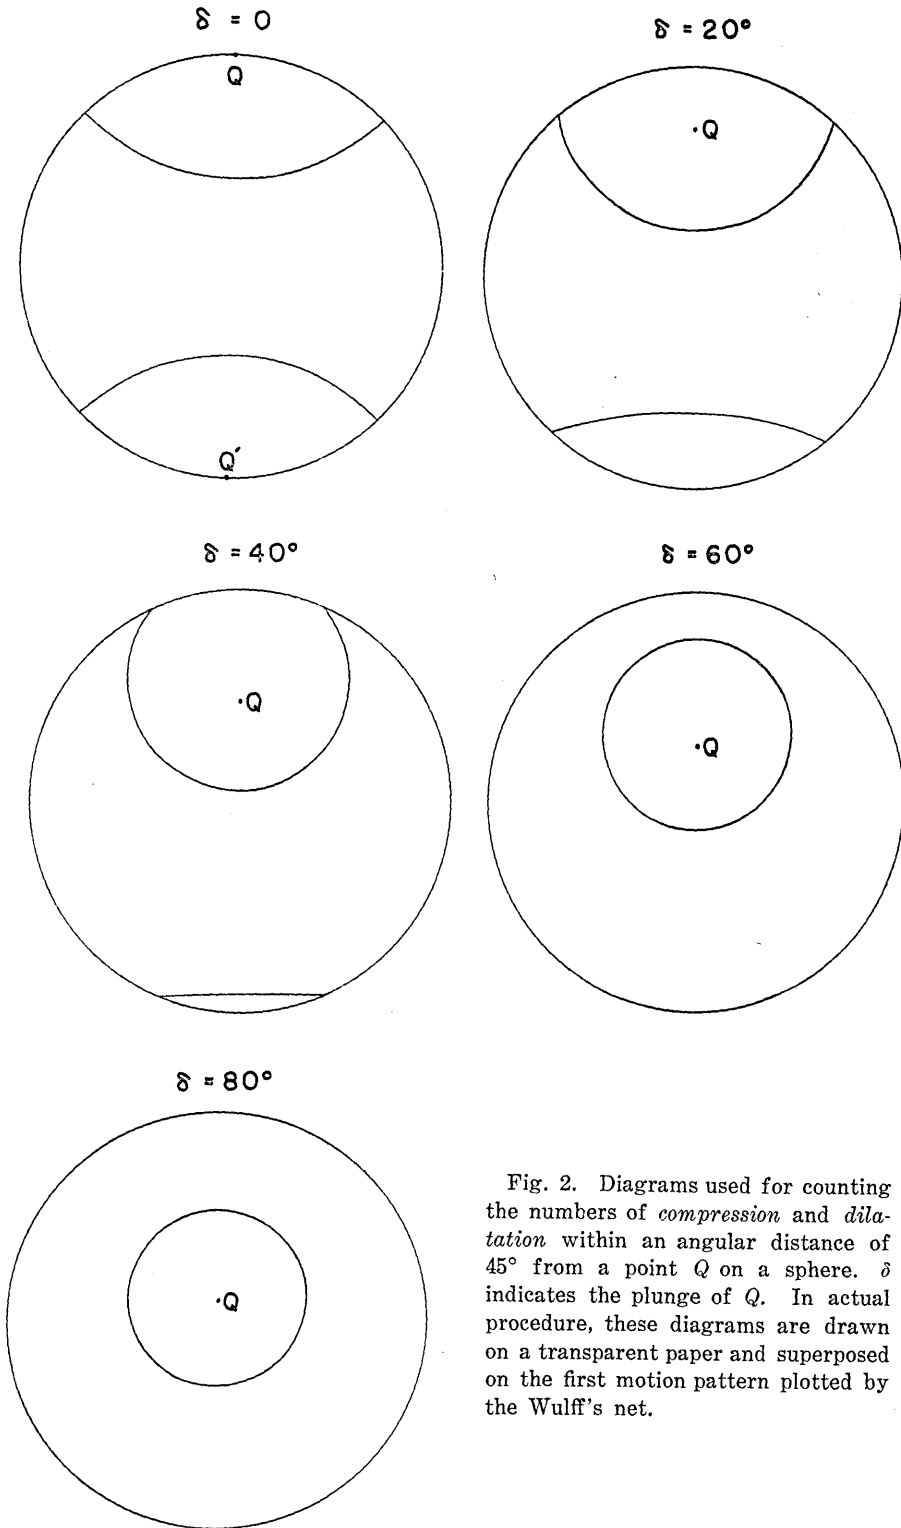 δ = 0
Q
Q´
δ = 20°
Q
δ = 40°
Q
δ = 60°
Q
δ = 80°
Q
Fig. 2. Diagrams used for counting
the numbers of compression and dila-
tation within an angular distance of
45° from a point Q on a sphere. δ
indicates the plunge of Q. In actual
procedure, these diagrams are drawn
on a transparent paper and superposed
on the first motion pattern plotted by
the Wulff's net.